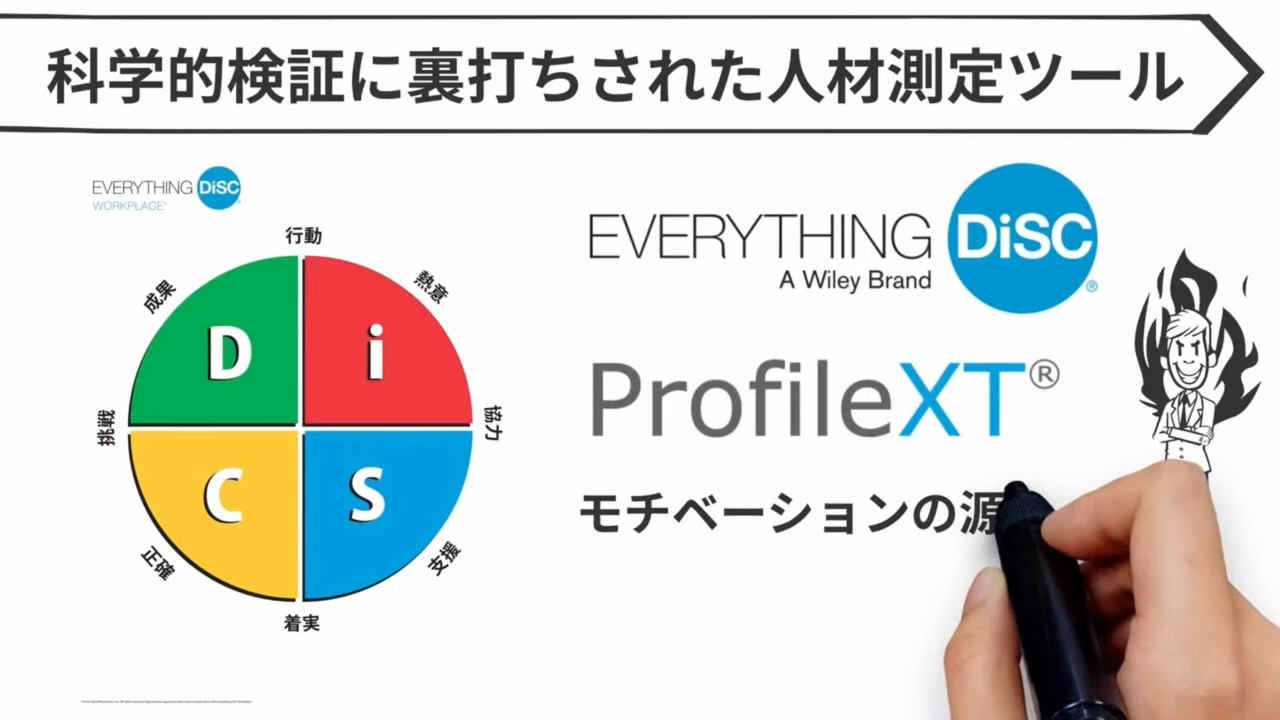 科学的検証に裏打ちされた人材測定ツール
EVERYTHING DiSC®
WORKPLACE®
行動
成果
熱意
D
i
挑戦
協力
C
S
正確
支援
着実
EVERYTHING DiSC®
A Wiley Brand
ProfileXT®
モチベーションの源